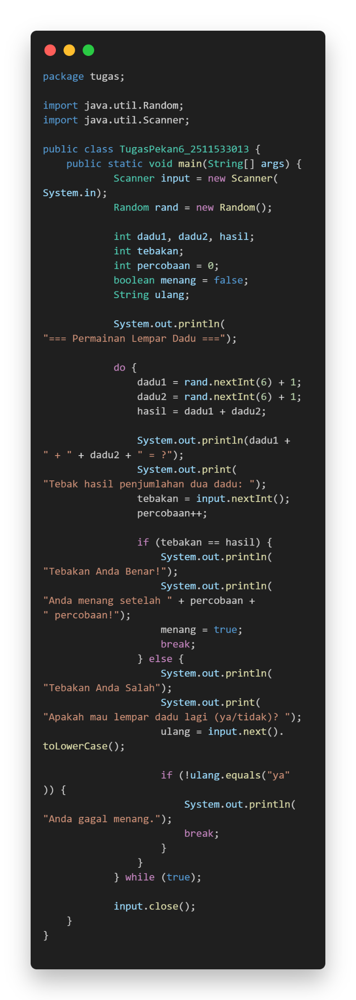 package tugas;

import java.util.Random;
import java.util.Scanner;

public class TugasPekan6_2511533013 {
    public static void main(String[] args) {
            Scanner input = new Scanner(
System.in);
            Random rand = new Random();

            int dadu1, dadu2, hasil;
            int tebakan;
            int percobaan = 0;
            boolean menang = false;
            String ulang;

            System.out.println(
"=== Permainan Lempar Dadu ===");

            do {
                dadu1 = rand.nextInt(6) + 1;
                dadu2 = rand.nextInt(6) + 1;
                hasil = dadu1 + dadu2;

                System.out.println(dadu1 +
" + " + dadu2 + " = ?");
                System.out.print(
"Tebak hasil penjumlahan dua dadu: ");
                tebakan = input.nextInt();
                percobaan++;

                if (tebakan == hasil) {
                    System.out.println(
"Tebakan Anda Benar!");
                    System.out.println(
"Anda menang setelah " + percobaan +
" percobaan!");
                    menang = true;
                    break;
                } else {
                    System.out.println(
"Tebakan Anda Salah");
                    System.out.print(
"Apakah mau lempar dadu lagi (ya/tidak)? ");
                    ulang = input.next().
toLowerCase();

                    if (!ulang.equals("ya"
)) {
                        System.out.println(
"Anda gagal menang.");
                        break;
                    }
                }
            } while (true);

            input.close();
    }
}